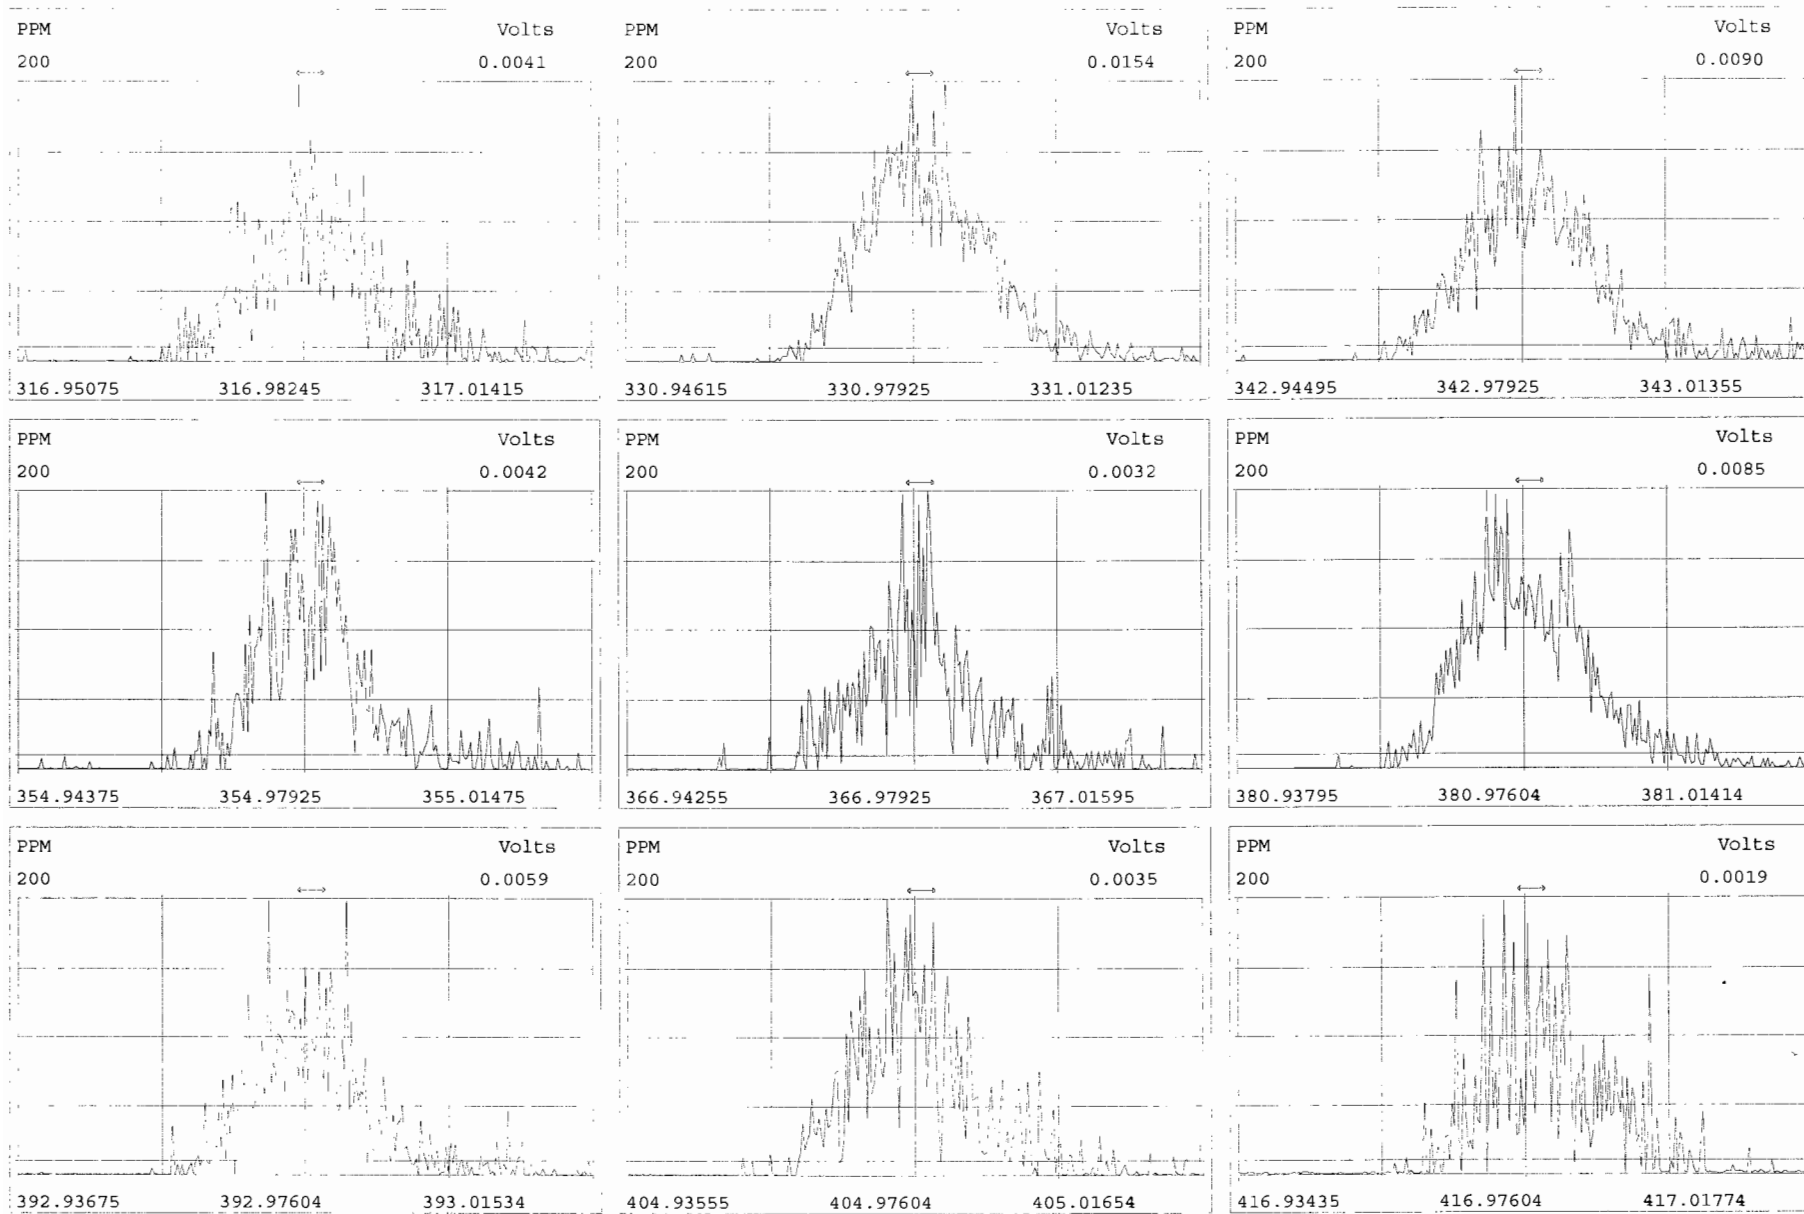 PPM Volts
200 0.0041
316.95075 316.98245 317.01415
PPM Volts
200 0.0154
330.94615 330.97925 331.01235
PPM Volts
200 0.0090
342.94495 342.97925 343.01355
PPM Volts
200 0.0042
354.94375 354.97925 355.01475
PPM Volts
200 0.0032
366.94255 366.97925 367.01595
PPM Volts
200 0.0085
380.93795 380.97604 381.01414
PPM Volts
200 0.0059
392.93675 392.97604 393.01534
PPM Volts
200 0.0035
404.93555 404.97604 405.01654
PPM Volts
200 0.0019
416.93435 416.97604 417.01774